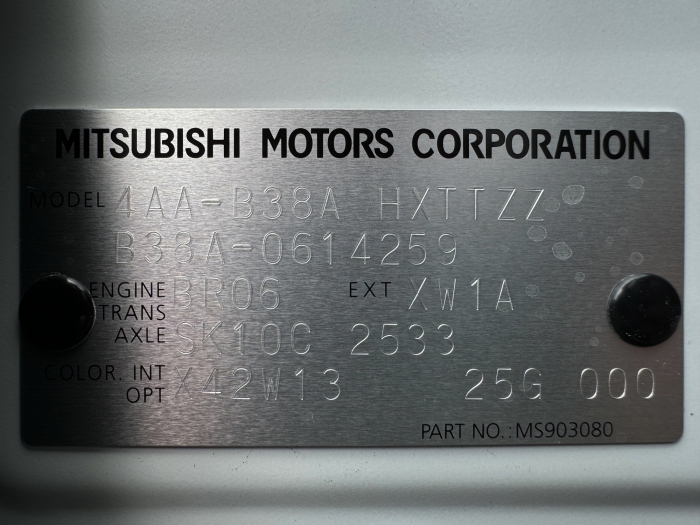 MITSUBISHI MOTORS CORPORATION
MODEL 4AA-B38A HXTTZZ
B38A-0614259
ENGINE BR06 EXT XW1A
TRANS
AXLE SK10C 2533
COLOR. INT X42W13 25G 000
OPT
PART NO.: MS903080